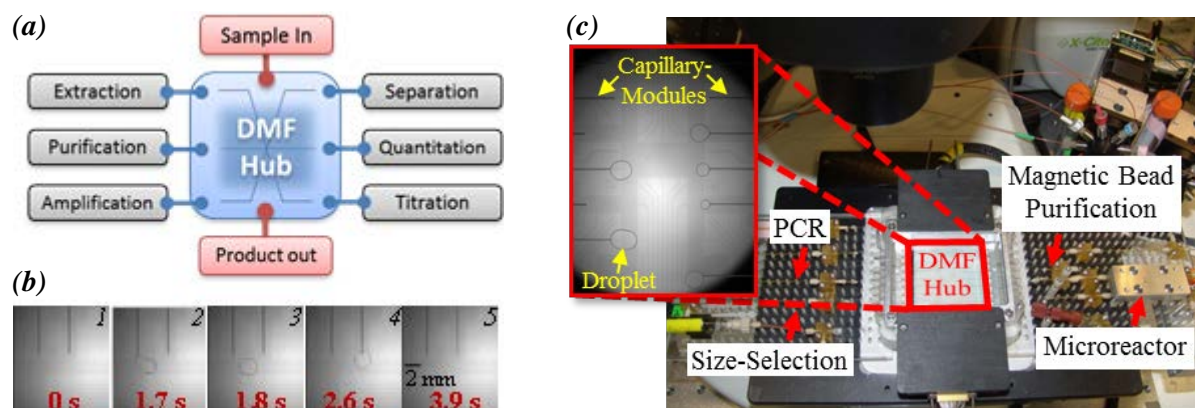 (a)
Sample In
Extraction
Purification
Amplification
DMF
Hub
Separation
Quantitation
Titration
Product out
(b)
1
2
3
4
5
0 s
1.7 s
1.8 s
2.6 s
3.9 s
2 mm
(c)
Capillary-
Modules
Droplet
X-Cite
PCR
Size-Selection
DMF
Hub
Magnetic Bead
Purification
Microreactor